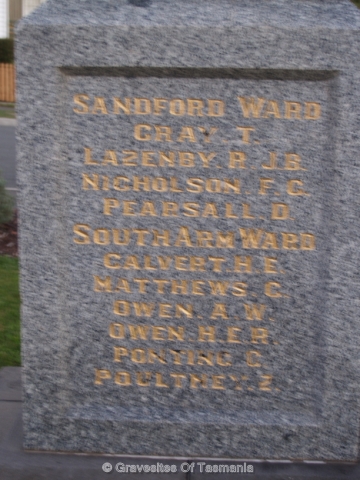 SANDFORD WARD
GRAY. T.
LAZENBY. R. J.B.
NICHOLSON. F. C.
PEARSALL. D
SOUTH ARM WARD
CALVERT. H. E.
MATTHEWS. C.
OWEN. A. W.
OWEN. H. E. R.
PONTING. C.
POULTNEY. Z.
© Gravesites Of Tasmania